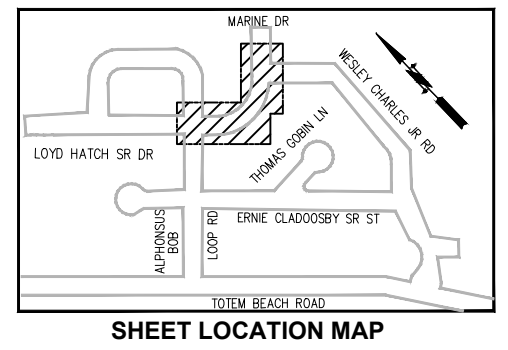 MARINE DR
WESLEY CHARLES JR RD
THOMAS GOBIN LN
LOYD HATCH SR DR
ERNIE CLADOOSBY SR ST
ALPHONSUS
BOB
LOOP RD
TOTEM BEACH ROAD
SHEET LOCATION MAP